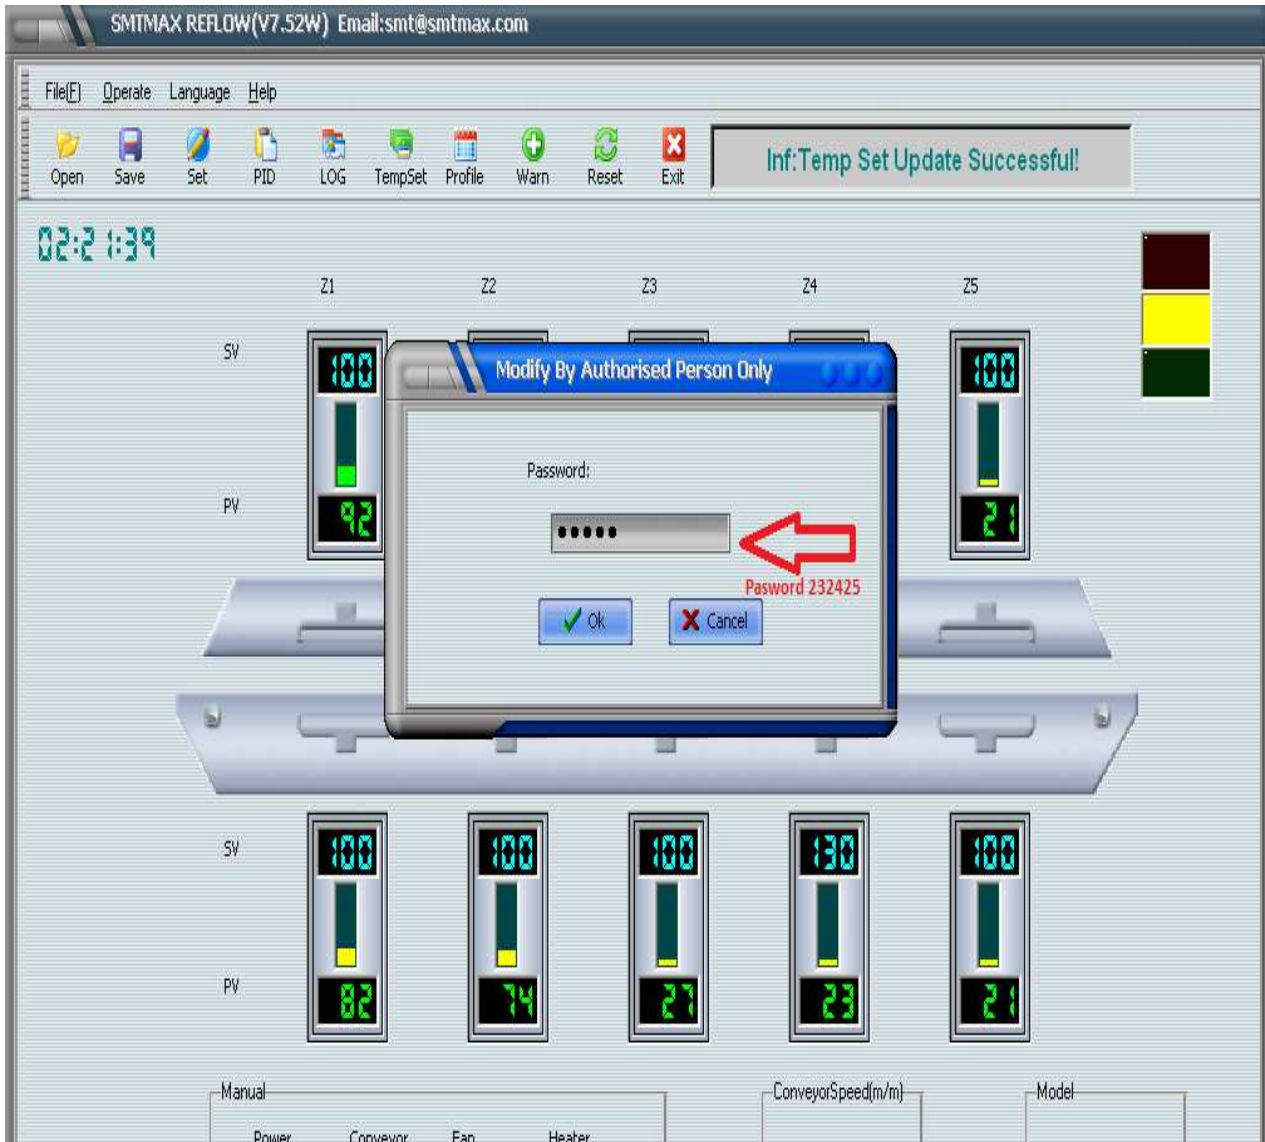 SMTMAX REFLOW(V7.52W) Email:smt@smtmax.com
File(F) Operate Language Help
Open Save Set PID LOG TempSet Profile Warn Reset Exit
Inf:Temp Set Update Successful!
02:21:39
Z1 Z2 Z3 Z4 Z5
SV 100 100
Modify By Authorised Person Only
Password:
PV 92 21
Pasword 232425
Ok Cancel
SV 100 100 100 130 100
PV 82 74 27 23 21
Manual ConveyorSpeed(m/m) Model
Power Conveyor Fan Heater